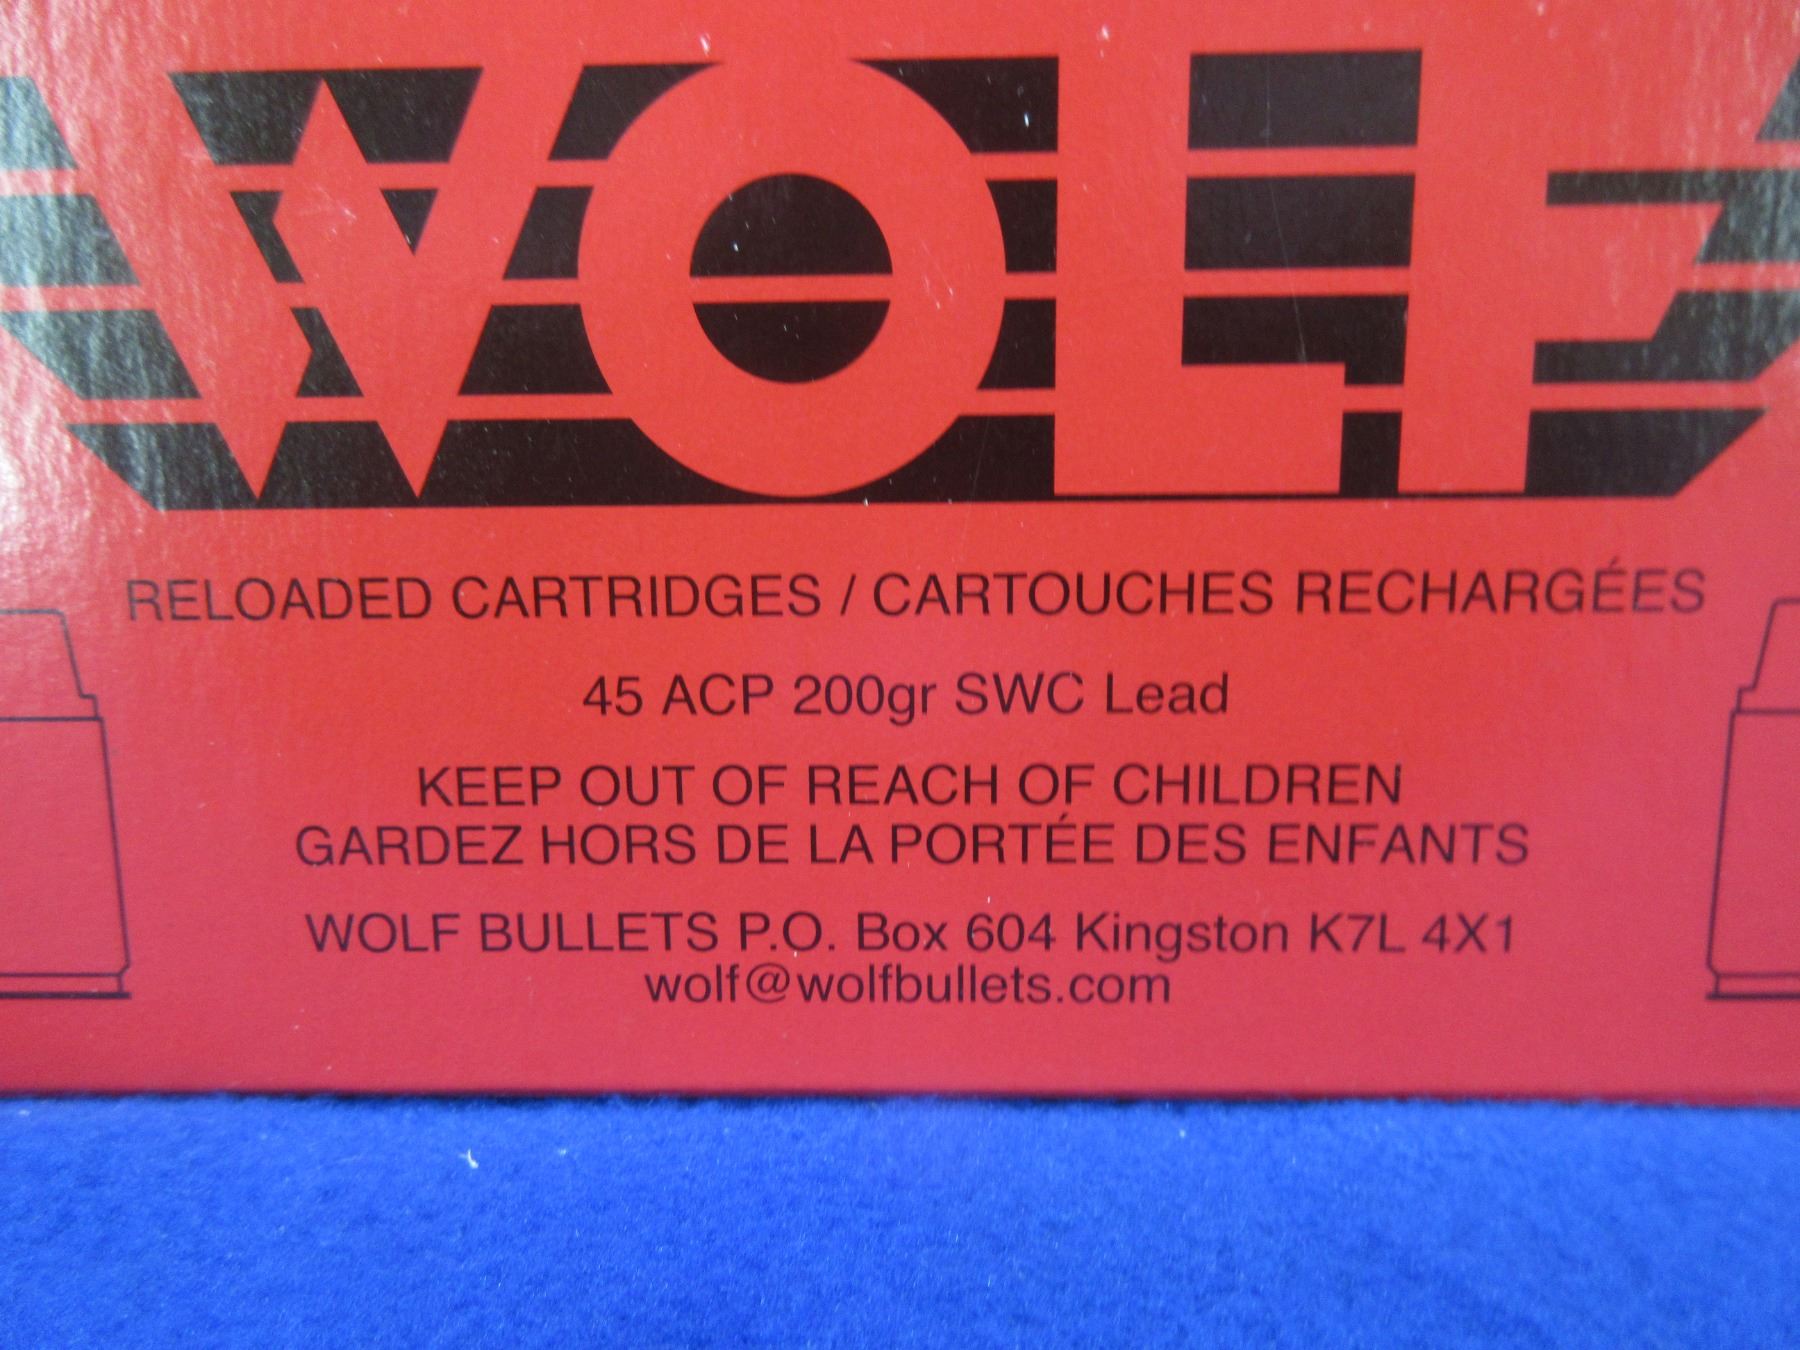 WOLF
RELOADED CARTRIDGES / CARTOUCHES RECHARGÉES
45 ACP 200gr SWC Lead
KEEP OUT OF REACH OF CHILDREN
GARDEZ HORS DE LA PORTÉE DES ENFANTS
WOLF BULLETS P.O. Box 604 Kingston K7L 4X1
wolf@wolfbullets.com